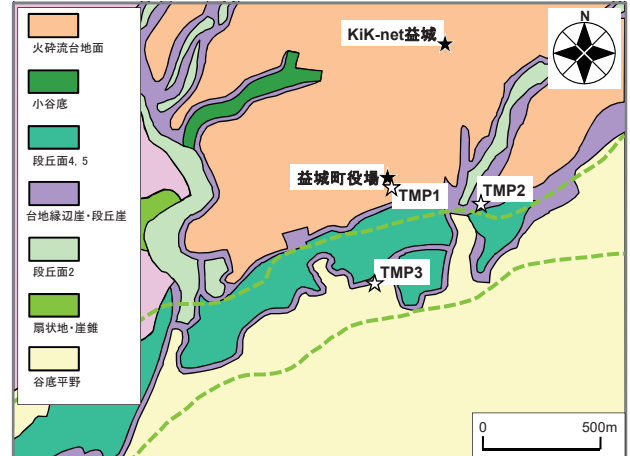 火砕流台地面
小谷底
段丘面4, 5
台地縁辺崖・段丘崖
段丘面2
扇状地・崖錐
谷底平野
KiK-net益城
N
益城町役場
TMP1
TMP2
TMP3
0 500m